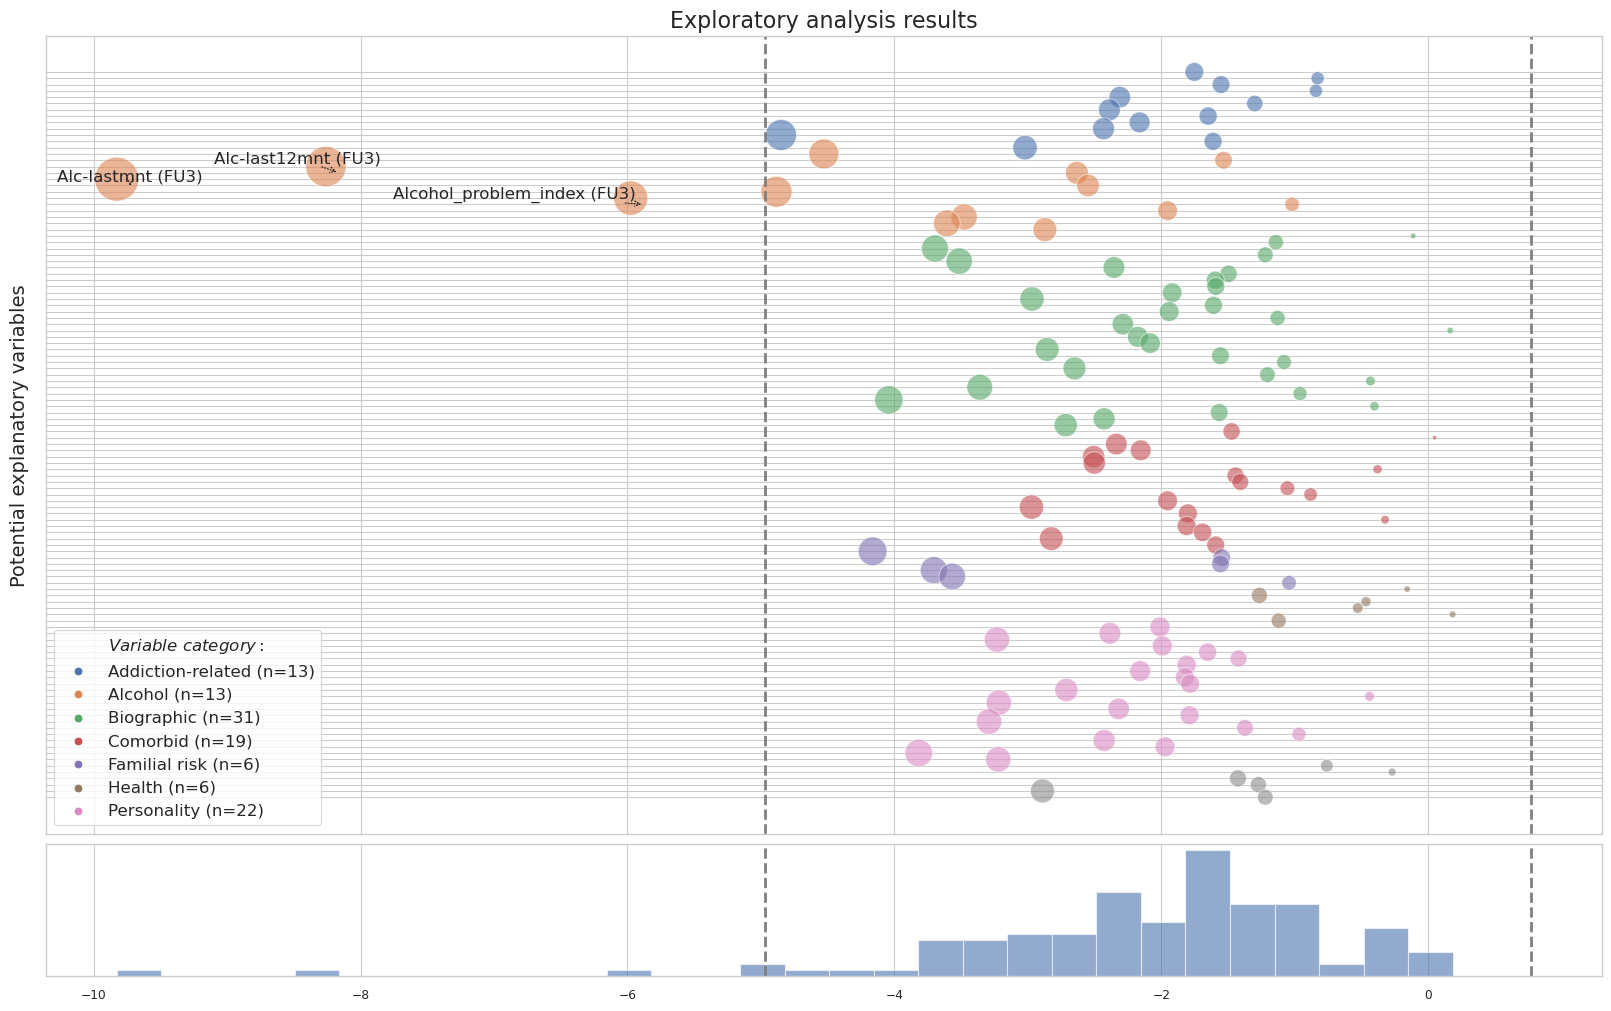 Exploratory analysis results
Potential explanatory variables
Alc-last12mnt (FU3)
Alc-lastmnt (FU3)
Alcohol_problem_index (FU3)
Variable category:
Addiction-related (n=13)
Alcohol (n=13)
Biographic (n=31)
Comorbid (n=19)
Familial risk (n=6)
Health (n=6)
Personality (n=22)
−10 −8 −6 −4 −2 0